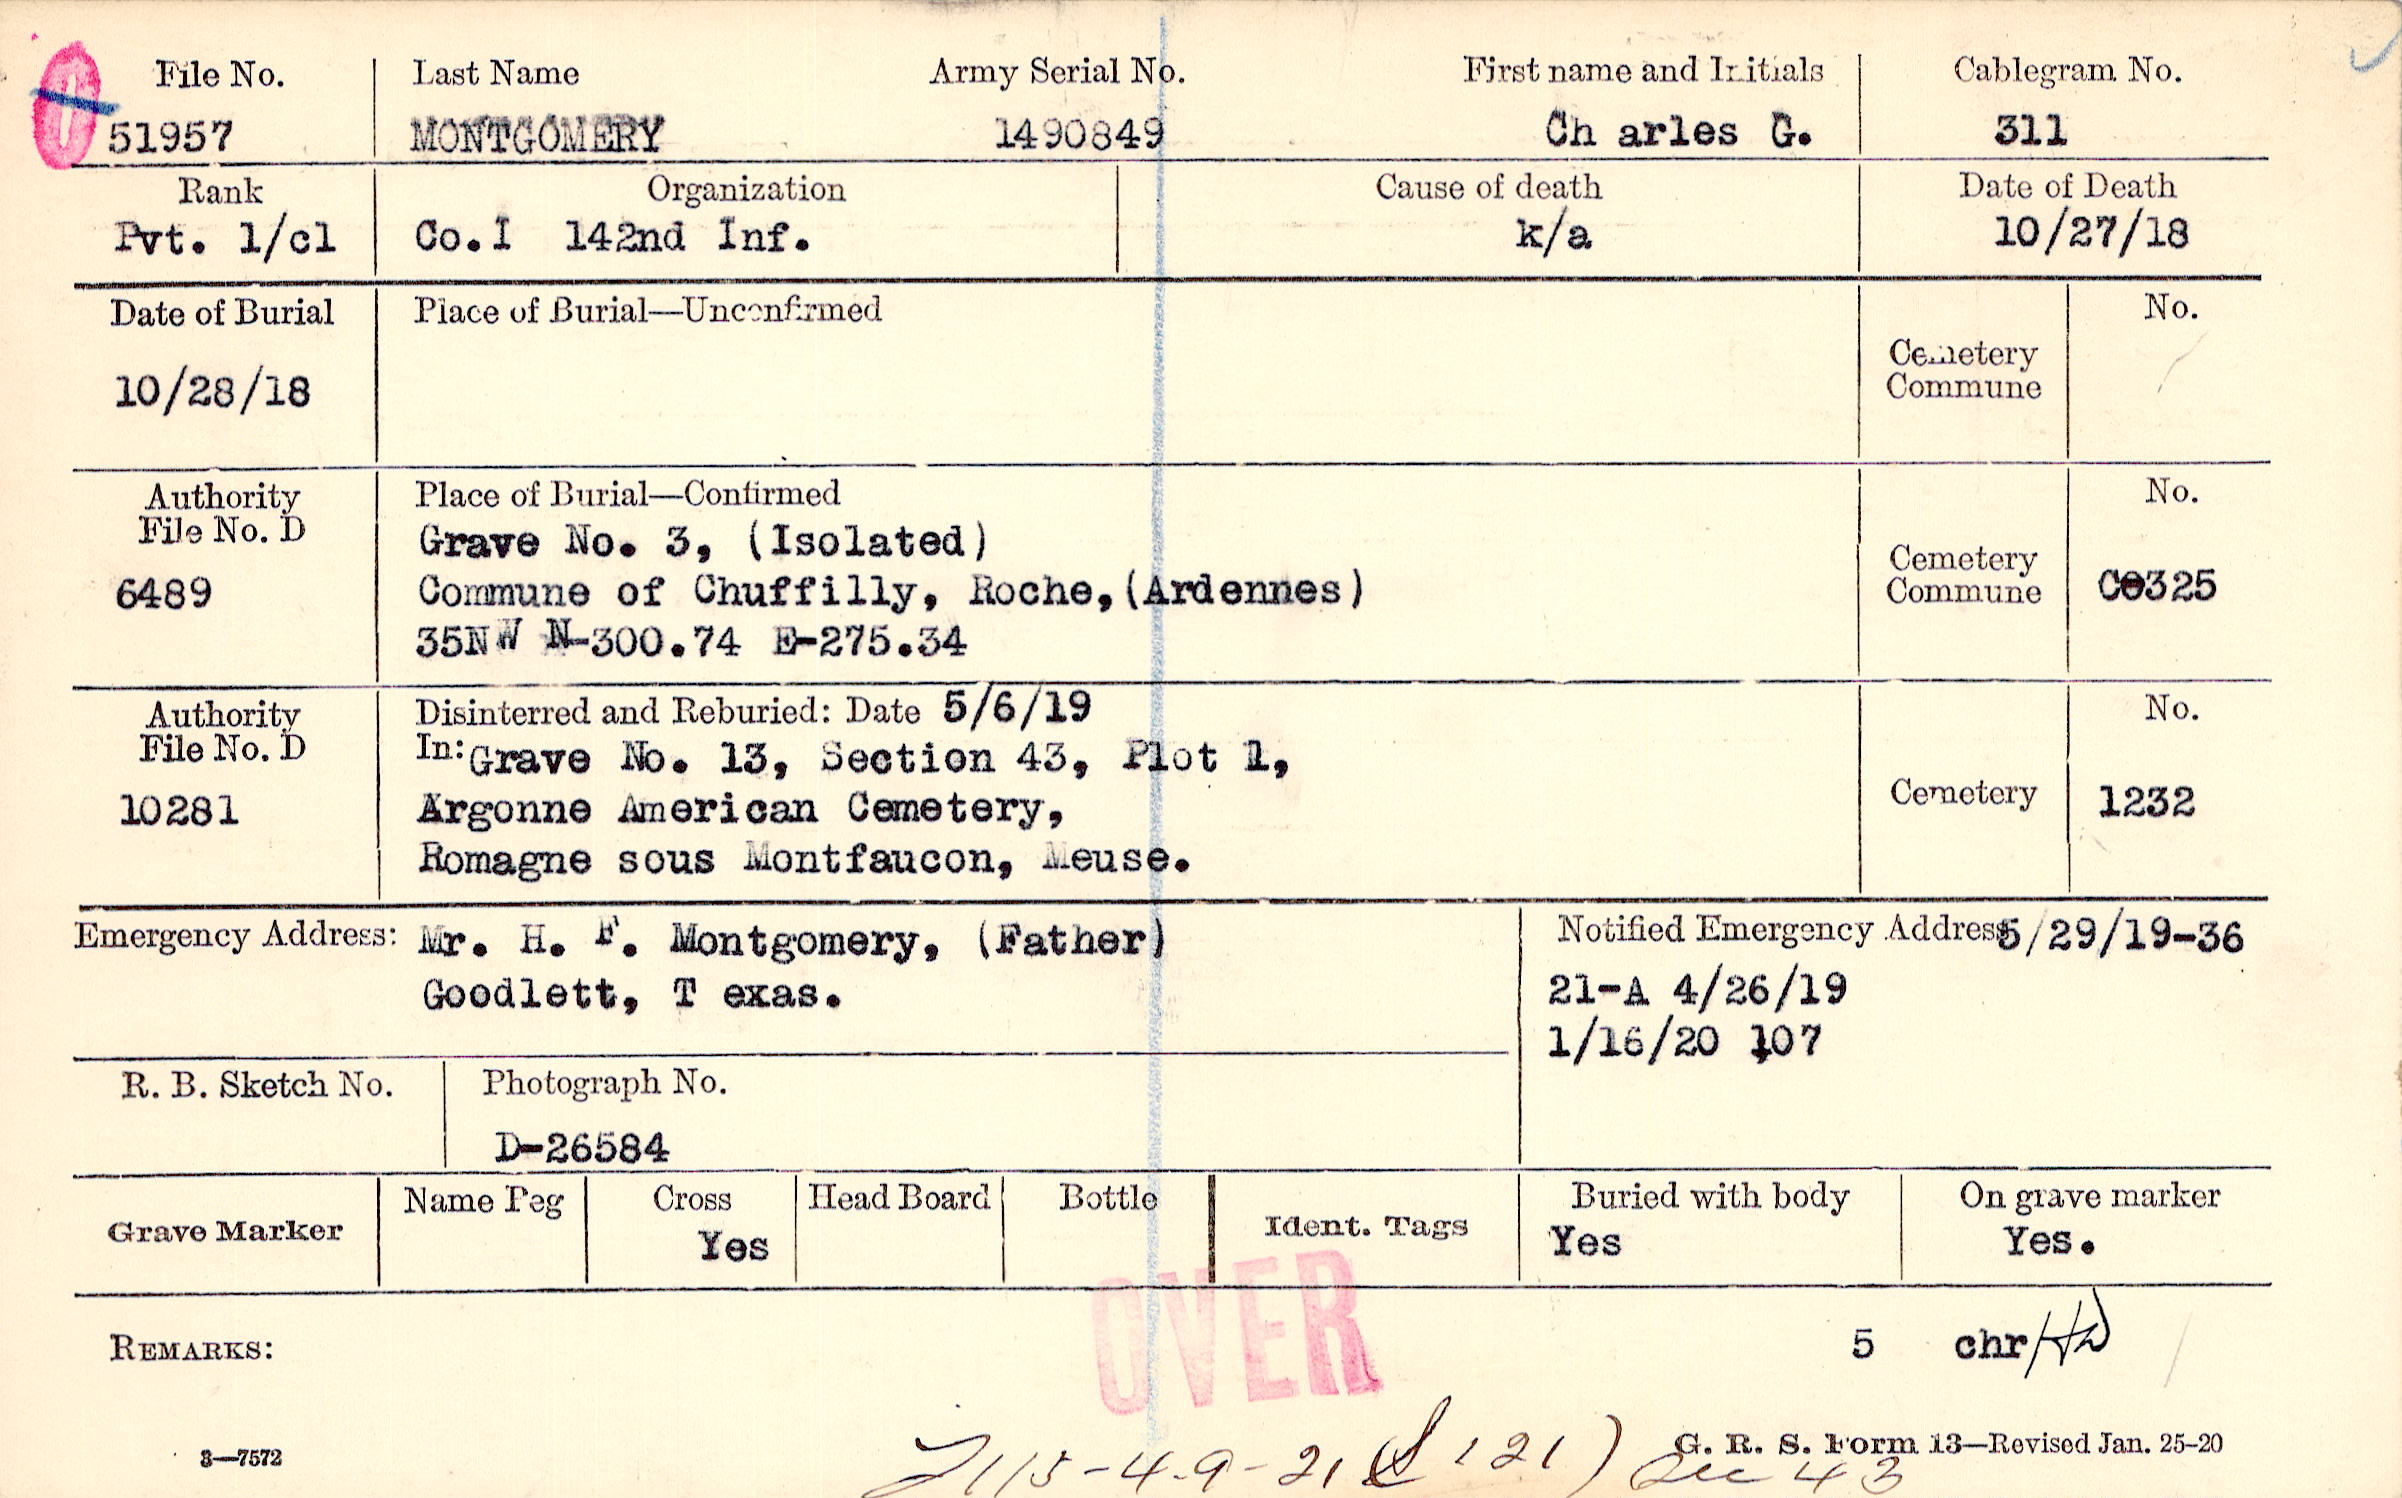 File No. Last Name Army Serial No. First name and Initials Cablegram No.
51957 MONTGOMERY 1490849 Ch arles G. 311
Rank Organization Cause of death Date of Death
Pvt. 1/cl Co.I 142nd Inf. k/a 10/27/18
Date of Burial Place of Burial—Unconfirmed No.
Cemetery
Commune
10/28/18
Authority Place of Burial—Confirmed No.
File No. D Grave No. 3, (Isolated)
Cemetery
6489 Commune of Chuffilly, Roche,(Ardennes) Commune Co325
35NW N-300.74 E-275.34
Authority Disinterred and Reburied: Date 5/6/19 No.
File No. D In: Grave No. 13, Section 43, Plot 1,
10281 Argonne American Cemetery, Cemetery 1232
Romagne sous Montfaucon, Meuse.
Emergency Address: Mr. H. F. Montgomery, (Father) Notified Emergency Address 5/29/19-36
Goodlett, T exas. 21-A 4/26/19
1/16/20 107
R. B. Sketch No. Photograph No.
D-26584
Grave Marker Name Peg Cross Head Board Bottle Ident. Tags Buried with body On grave marker
Yes Yes Yes.
OVER
REMARKS: 5 chr
3—7572 G. R. S. Form 13—Revised Jan. 25-20
Sec 43